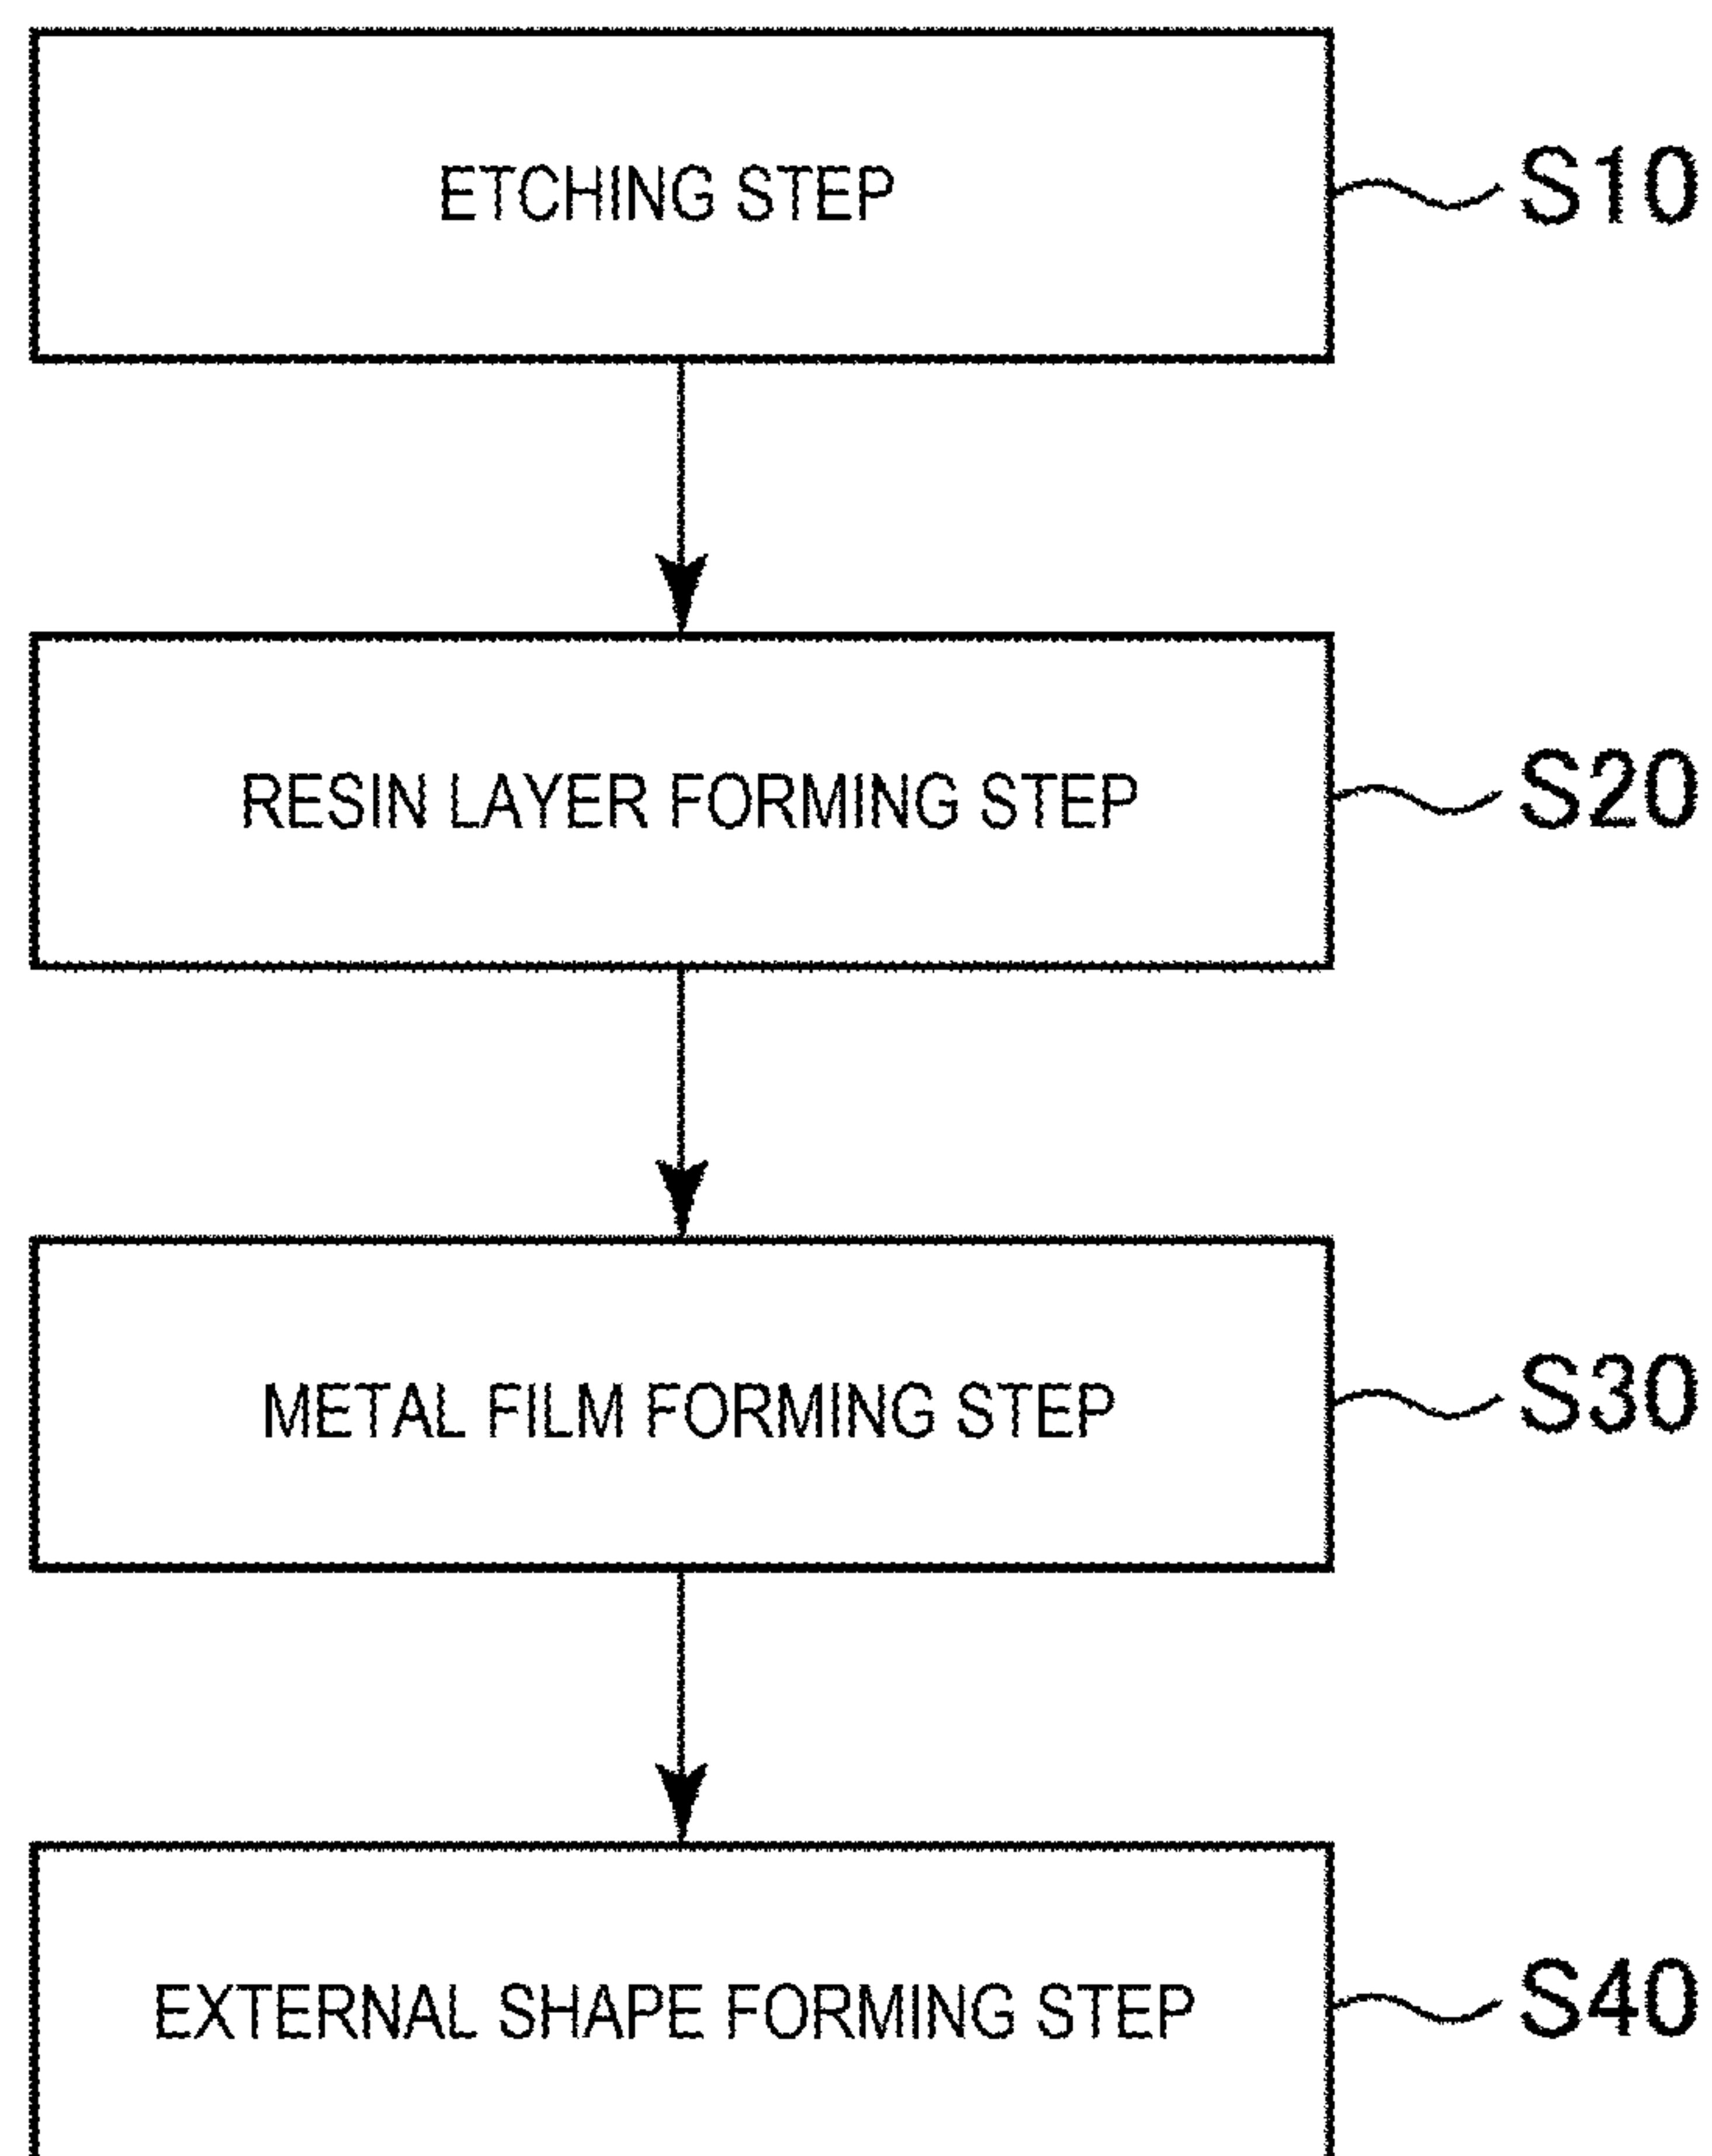 ETCHING STEP S10
RESIN LAYER FORMING STEP S20
METAL FILM FORMING STEP S30
EXTERNAL SHAPE FORMING STEP S40